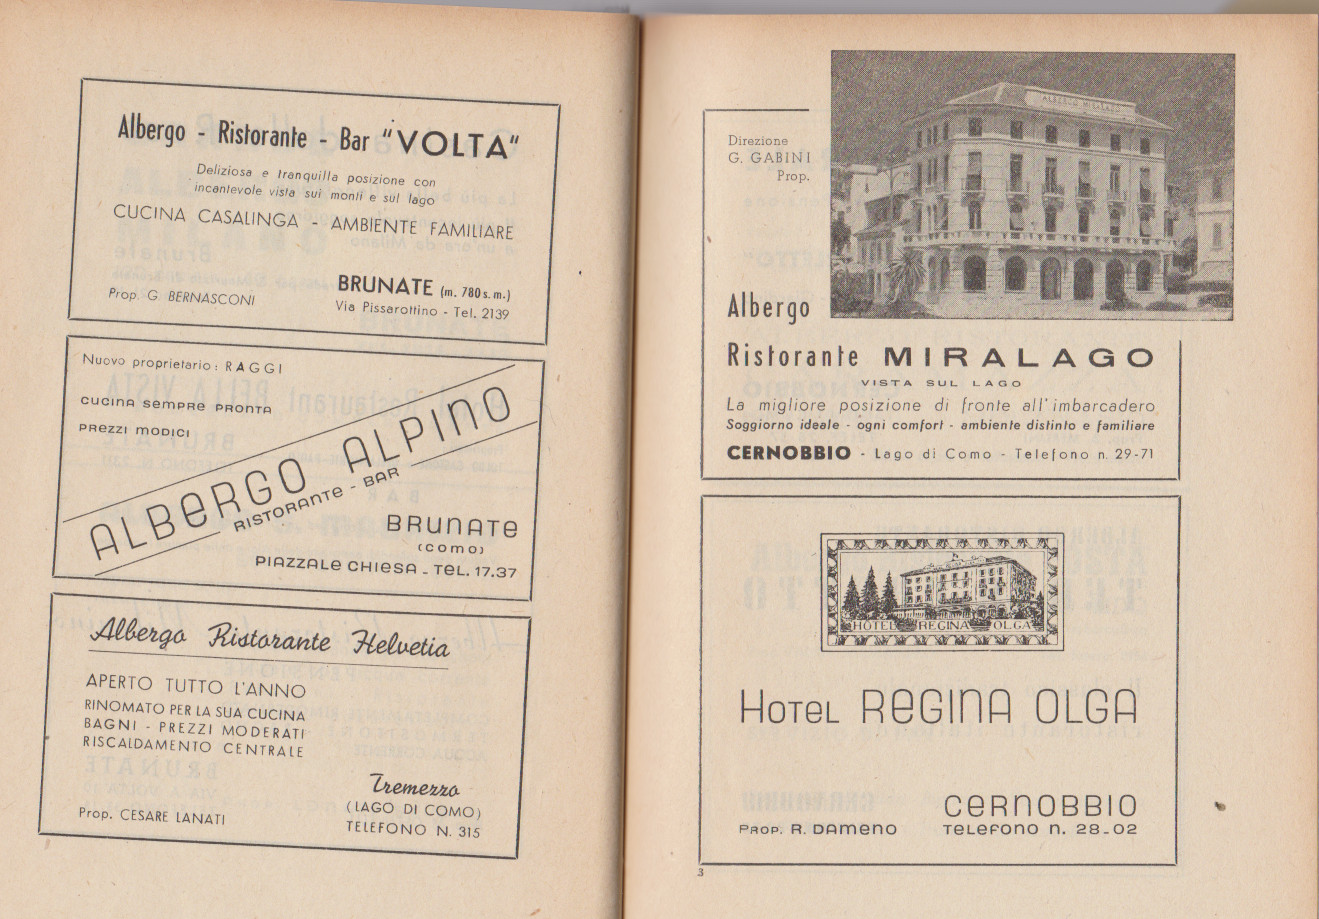 Albergo - Ristorante - Bar "VOLTA"
Deliziosa e tranquilla posizione con
incantevole vista sui monti e sul lago
CUCINA CASALINGA - AMBIENTE FAMILIARE
BRUNATE (m. 780 s. m.)
Prop. G. BERNASCONI
Via Pissarottino - Tel. 2139
Nuovo proprietario: RAGGI
CUCINA SEMPRE PRONTA
PREZZI MODICI
ALBERGO ALPINO
RISTORANTE - BAR
BRUNATE
(COMO)
PIAZZALE CHIESA - TEL. 17.37
Albergo Ristorante Helvetia
APERTO TUTTO L'ANNO
RINOMATO PER LA SUA CUCINA
BAGNI - PREZZI MODERATI
RISCALDAMENTO CENTRALE
Tremezzo
(LAGO DI COMO)
Prop. CESARE LANATI
TELEFONO N. 315
Direzione
G. GABINI
Prop.
ALBERGO MIRALAGO
Albergo
Ristorante MIRALAGO
VISTA SUL LAGO
La migliore posizione di fronte all'imbarcadero
Soggiorno ideale - ogni comfort - ambiente distinto e familiare
CERNOBBIO - Lago di Como - Telefono n. 29-71
HOTEL REGINA OLGA
HOTEL REGINA OLGA
CERNOBBIO
PROP. R. DAMENO
TELEFONO N. 28-02
3